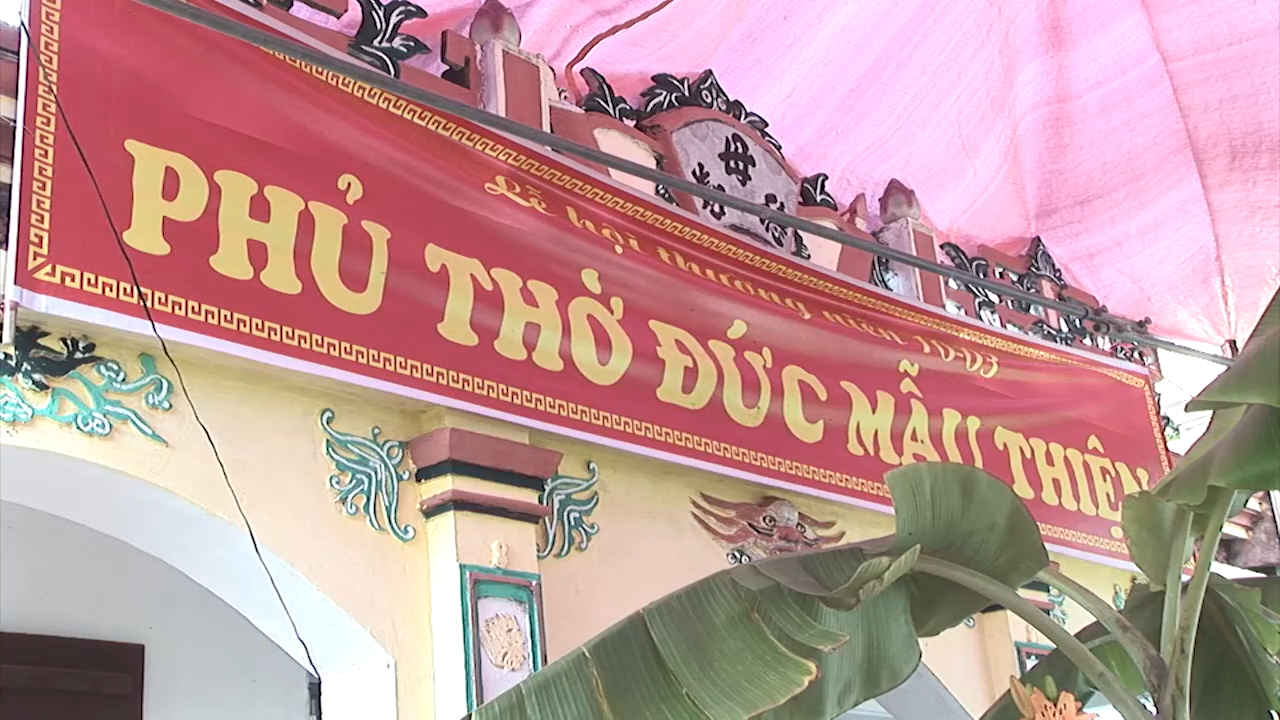 Lễ hội thường niên 10-03
PHỦ THỜ ĐỨC MẪU THIÊN